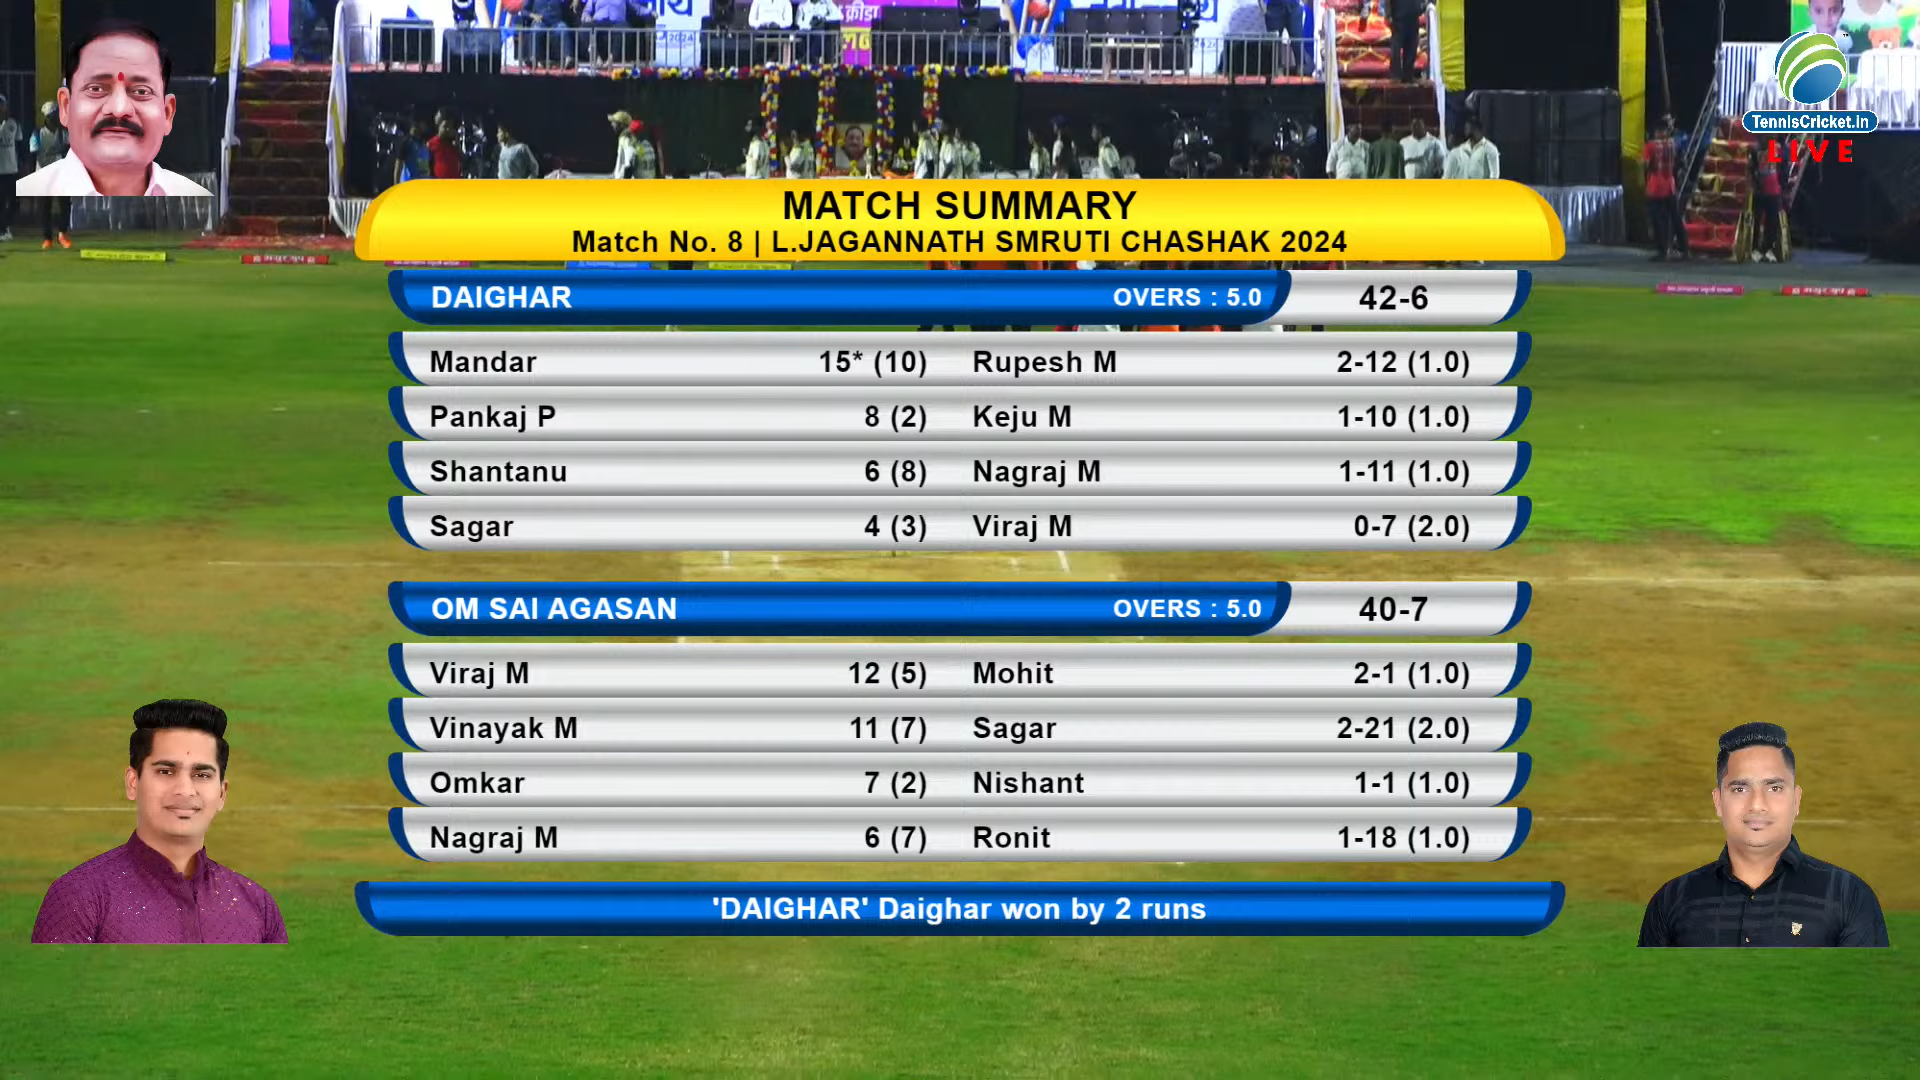 TennisCricket.in
LIVE
MATCH SUMMARY
Match No. 8 | L.JAGANNATH SMRUTI CHASHAK 2024
DAIGHAR OVERS : 5.0 42-6
Mandar 15* (10) Rupesh M 2-12 (1.0)
Pankaj P 8 (2) Keju M 1-10 (1.0)
Shantanu 6 (8) Nagraj M 1-11 (1.0)
Sagar 4 (3) Viraj M 0-7 (2.0)
OM SAI AGASAN OVERS : 5.0 40-7
Viraj M 12 (5) Mohit 2-1 (1.0)
Vinayak M 11 (7) Sagar 2-21 (2.0)
Omkar 7 (2) Nishant 1-1 (1.0)
Nagraj M 6 (7) Ronit 1-18 (1.0)
'DAIGHAR' Daighar won by 2 runs